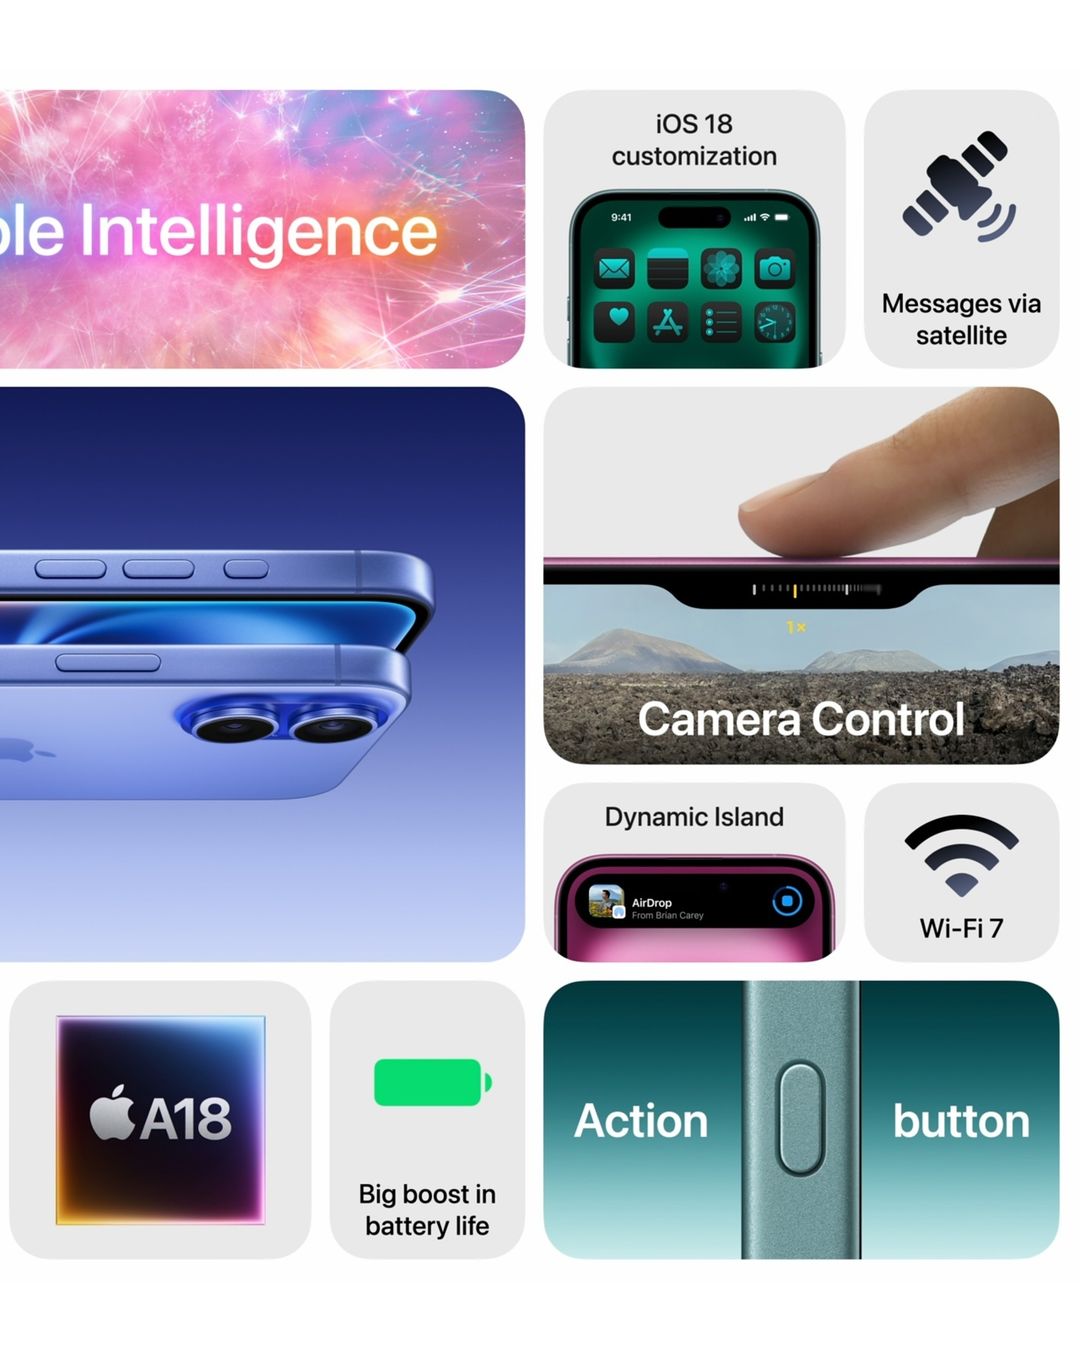 ple Intelligence
iOS 18
customization
9:41
Messages via
satellite
1×
Camera Control
Dynamic Island
AirDrop
From Brian Carey
Wi-Fi 7
A18
Big boost in
battery life
Action button